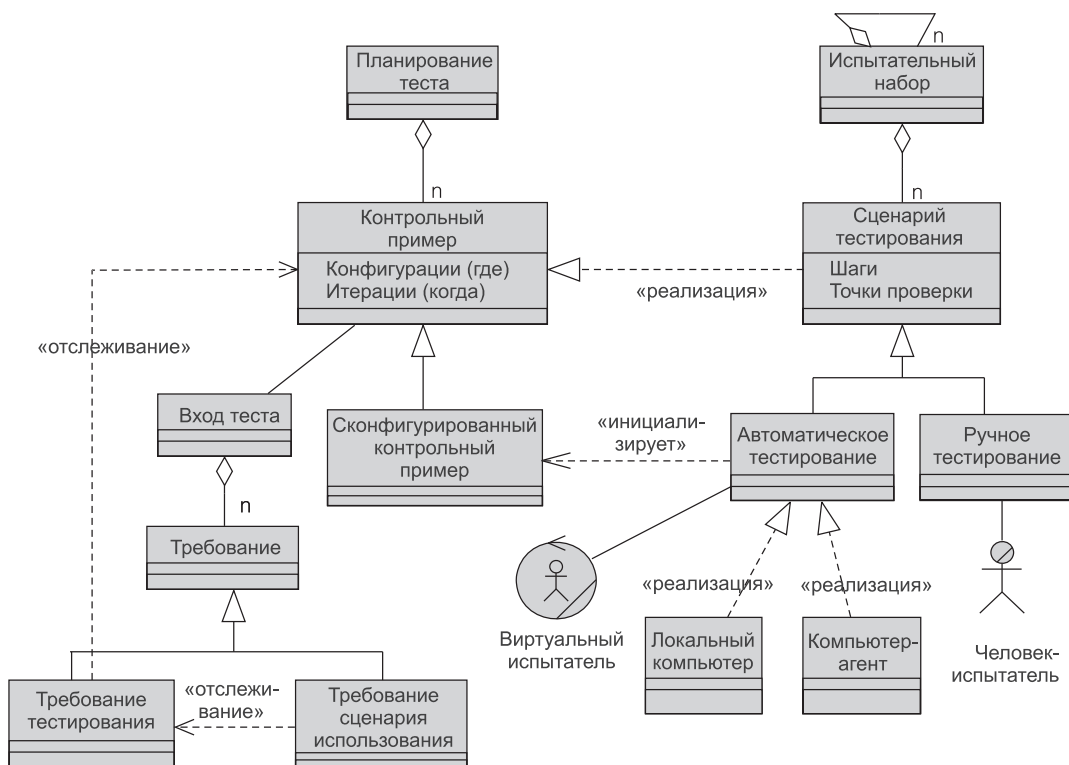 Планирование
теста
n
Испытательный
набор
n
Контрольный
пример
Конфигурации (где)
Итерации (когда)
n
Сценарий
тестирования
Шаги
Точки проверки
«реализация»
«отслеживание»
Вход теста
Сконфигурированный
контрольный
пример
«инициали-
зирует»
Автоматическое
тестирование
Ручное
тестирование
n
Требование
«реализация»
«реализация»
Виртуальный
испытатель
Локальный
компьютер
Компьютер-
агент
Человек-
испытатель
Требование
тестирования
«отслежи-
вание»
Требование
сценария
использования